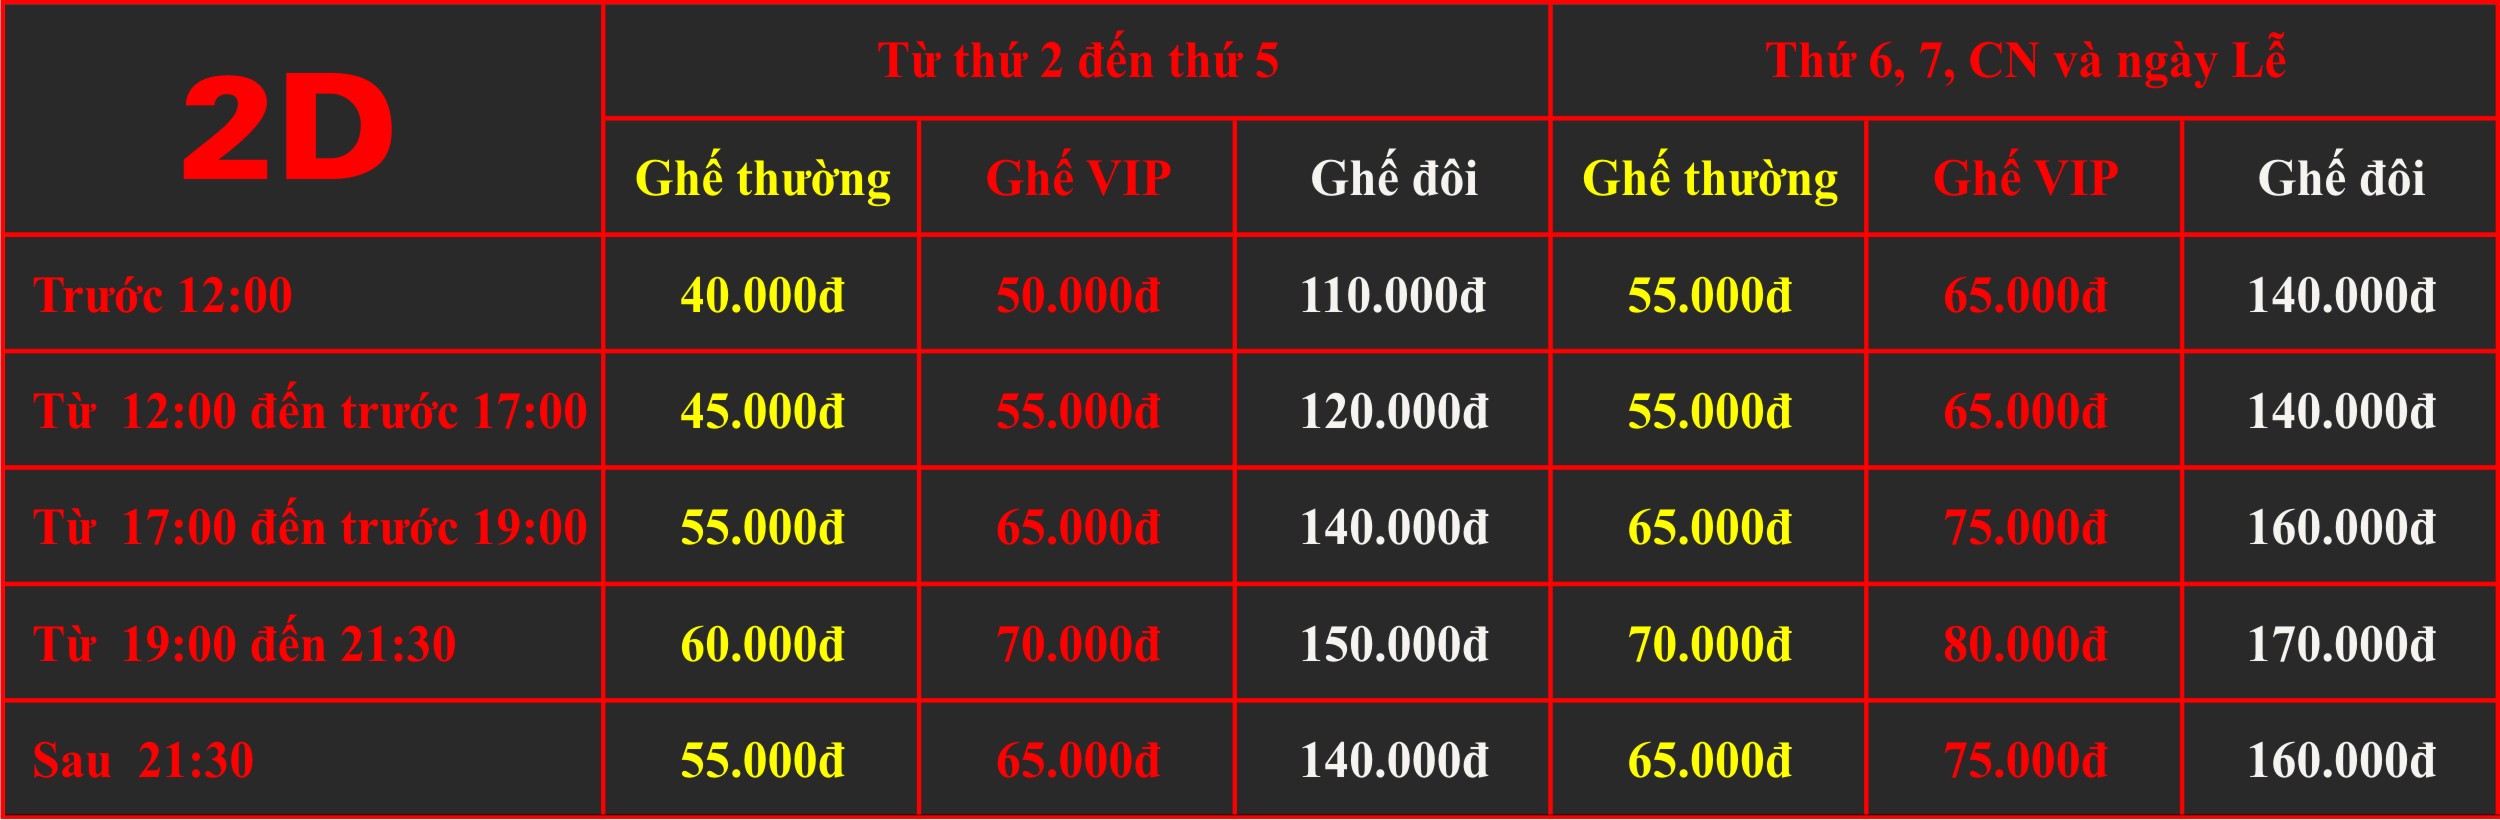 2D
Từ thứ 2 đến thứ 5
Thứ 6, 7, CN và ngày Lễ
Ghế thường
Ghế VIP
Ghế đôi
Ghế thương
Ghế VIP
Ghế đôi
Trước 12:00
40.000đ
50.000đ
110.000đ
55.000đ
65.000đ
140.000đ
Từ  12:00 đến trước 17:00
45.000đ
55.000đ
120.000đ
55.000đ
65.000đ
140.000đ
Từ  17:00 đến trước 19:00
55.000đ
65.000đ
140.000đ
65.000đ
75.000đ
160.000đ
Từ  19:00 đến 21:30
60.000đ
70.000đ
150.000đ
70.000đ
80.000đ
170.000đ
Sau  21:30
55.000đ
65.000đ
140.000đ
65.000đ
75.000đ
160.000đ